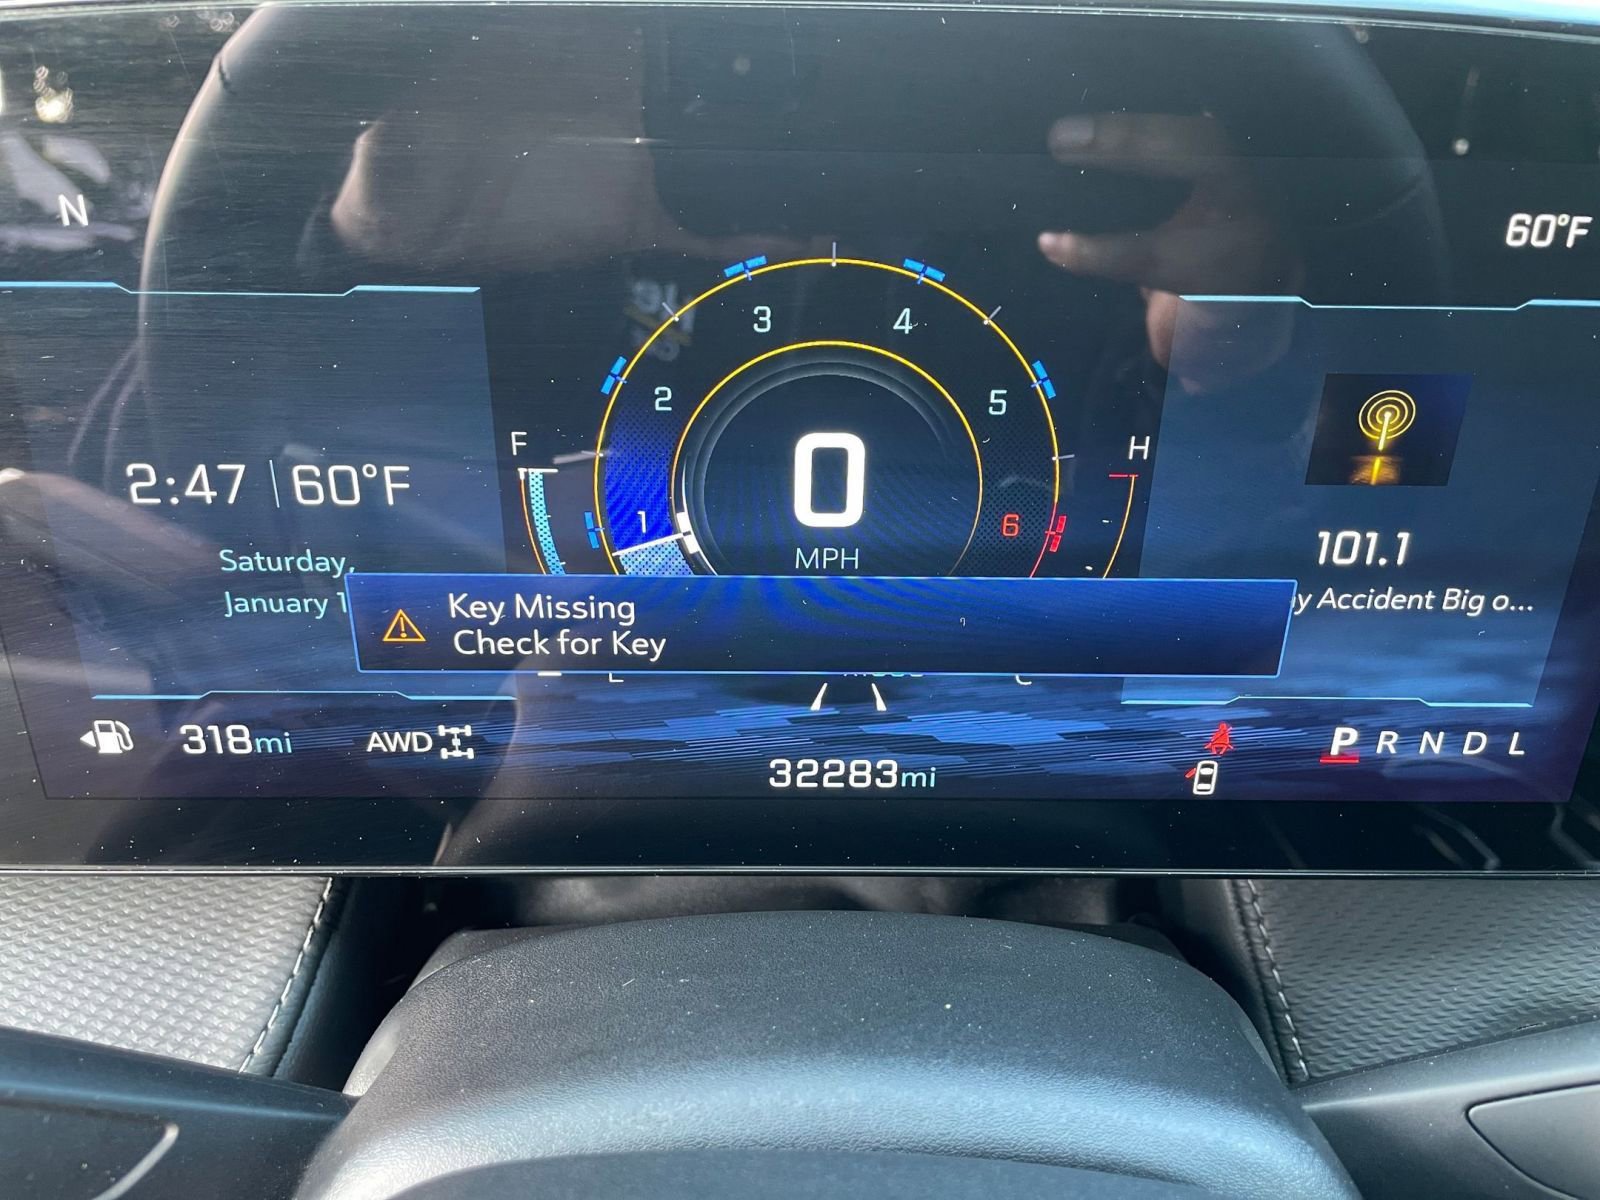 N
60°F
3
4
2
5
F
H
2:47 60°F
0
1
6
MPH
101.1
Saturday,
January 1
Accident Big o...
Key Missing
Check for Key
318mi
AWD
P R N D L
32283mi